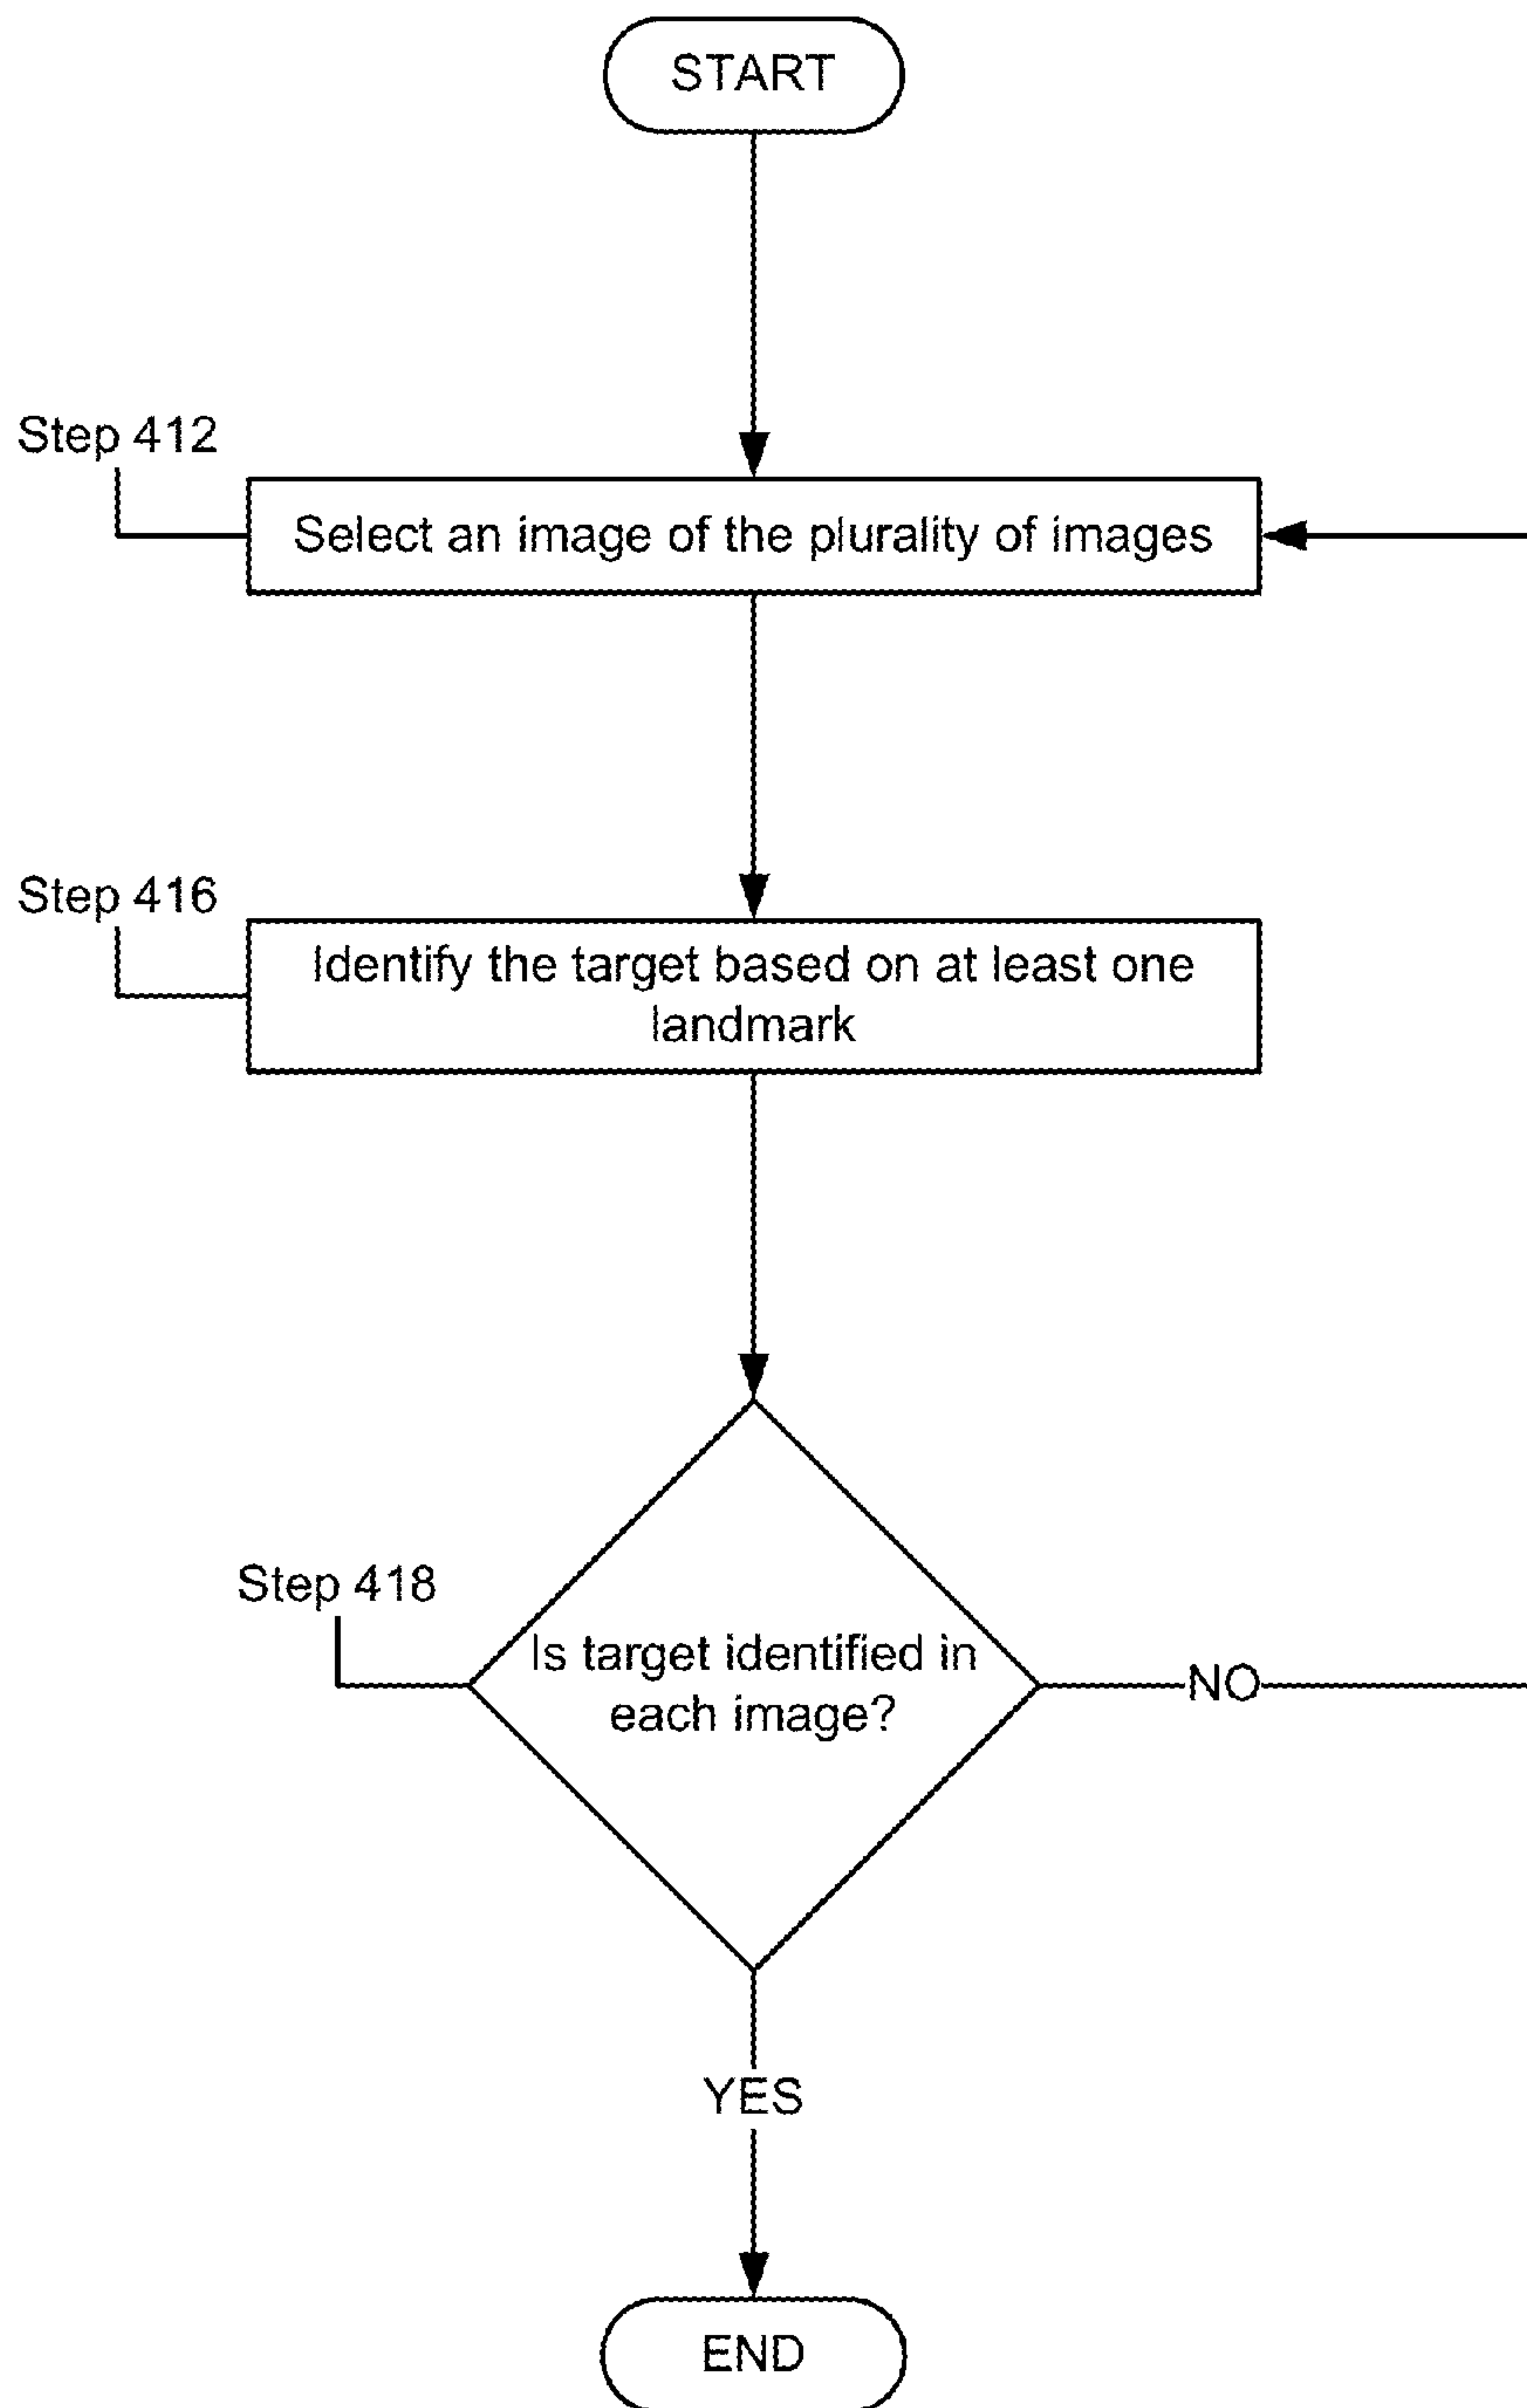 START
Step 412
Select an image of the plurality of images
Step 416
Identify the target based on at least one
landmark
Step 418
Is target identified in
each image?
NO
YES
END